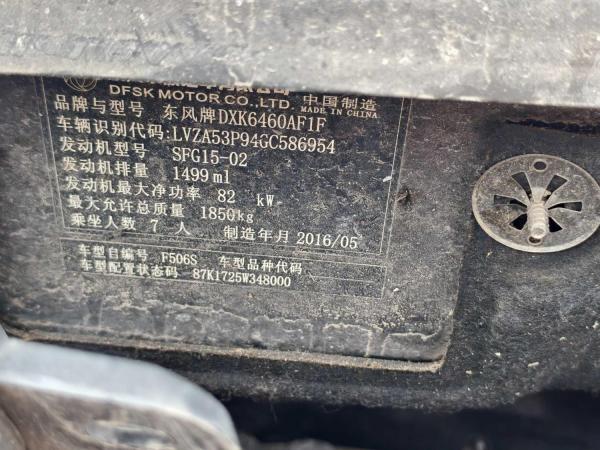 DFSK MOTOR CO.,LTD. 中国制造
MADE IN CHINA
品牌与型号 东风牌DXK6460AF1F
车辆识别代码:LVZA53P94GC586954
发动机型号 SFG15-02
发动机排量 1499ml
发动机最大净功率 82 kW
最大允许总质量 1850kg
乘坐人数 7 人 制造年月 2016/05
车型自编号 F506S 车型品种代码
车型配置状态码 87K1725W348000